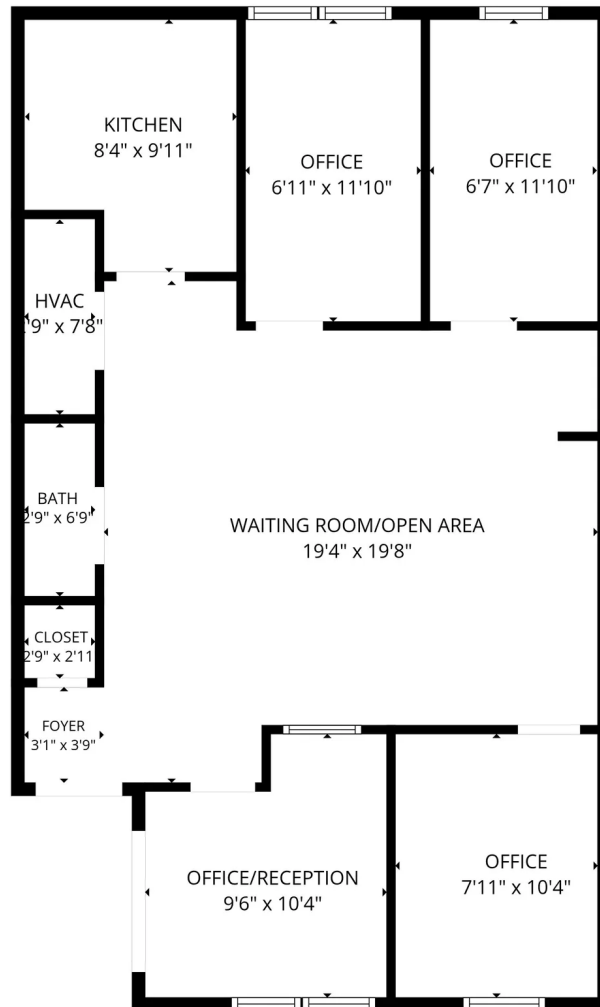 KITCHEN
8'4" x 9'11"
OFFICE
6'11" x 11'10"
OFFICE
6'7" x 11'10"
HVAC
'9" x 7'8"
BATH
2'9" x 6'9"
WAITING ROOM/OPEN AREA
19'4" x 19'8"
CLOSET
2'9" x 2'11
FOYER
3'1" x 3'9"
OFFICE/RECEPTION
9'6" x 10'4"
OFFICE
7'11" x 10'4"